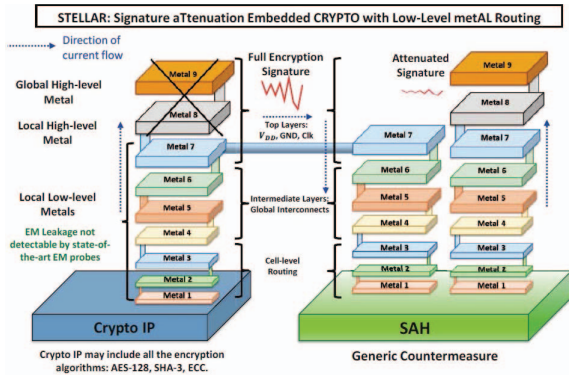 STELLAR: Signature aTtenuation Embedded CRYPTO with Low-Level metAL Routing
Direction of
current flow
Global High-level
Metal
Local High-level
Metal
Local Low-level
Metals
EM Leakage not
detectable by state-of-
the-art EM probes
Metal 9
Metal 8
Metal 7
Metal 6
Metal 5
Metal 4
Metal 3
Metal 2
Metal 1
Crypto IP
Crypto IP may include all the encryption
algorithms: AES-128, SHA-3, ECC.
Full Encryption
Signature
Top Layers:
VDD, GND, Clk
Intermediate Layers:
Global Interconnects
Cell-level
Routing
Attenuated
Signature
Metal 7
Metal 6
Metal 5
Metal 4
Metal 3
Metal 2
Metal 1
Metal 9
Metal 8
Metal 7
Metal 6
Metal 5
Metal 4
Metal 3
Metal 2
Metal 1
SAH
Generic Countermeasure